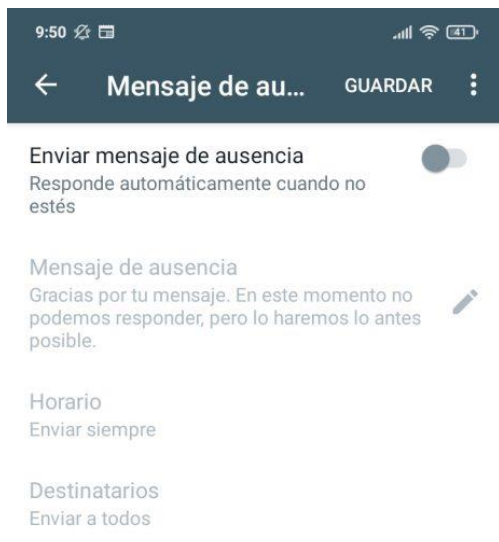 9:50
41
Mensaje de au... GUARDAR
Enviar mensaje de ausencia
Responde automáticamente cuando no
estés
Mensaje de ausencia
Gracias por tu mensaje. En este momento no
podemos responder, pero lo haremos lo antes
posible.
Horario
Enviar siempre
Destinatarios
Enviar a todos